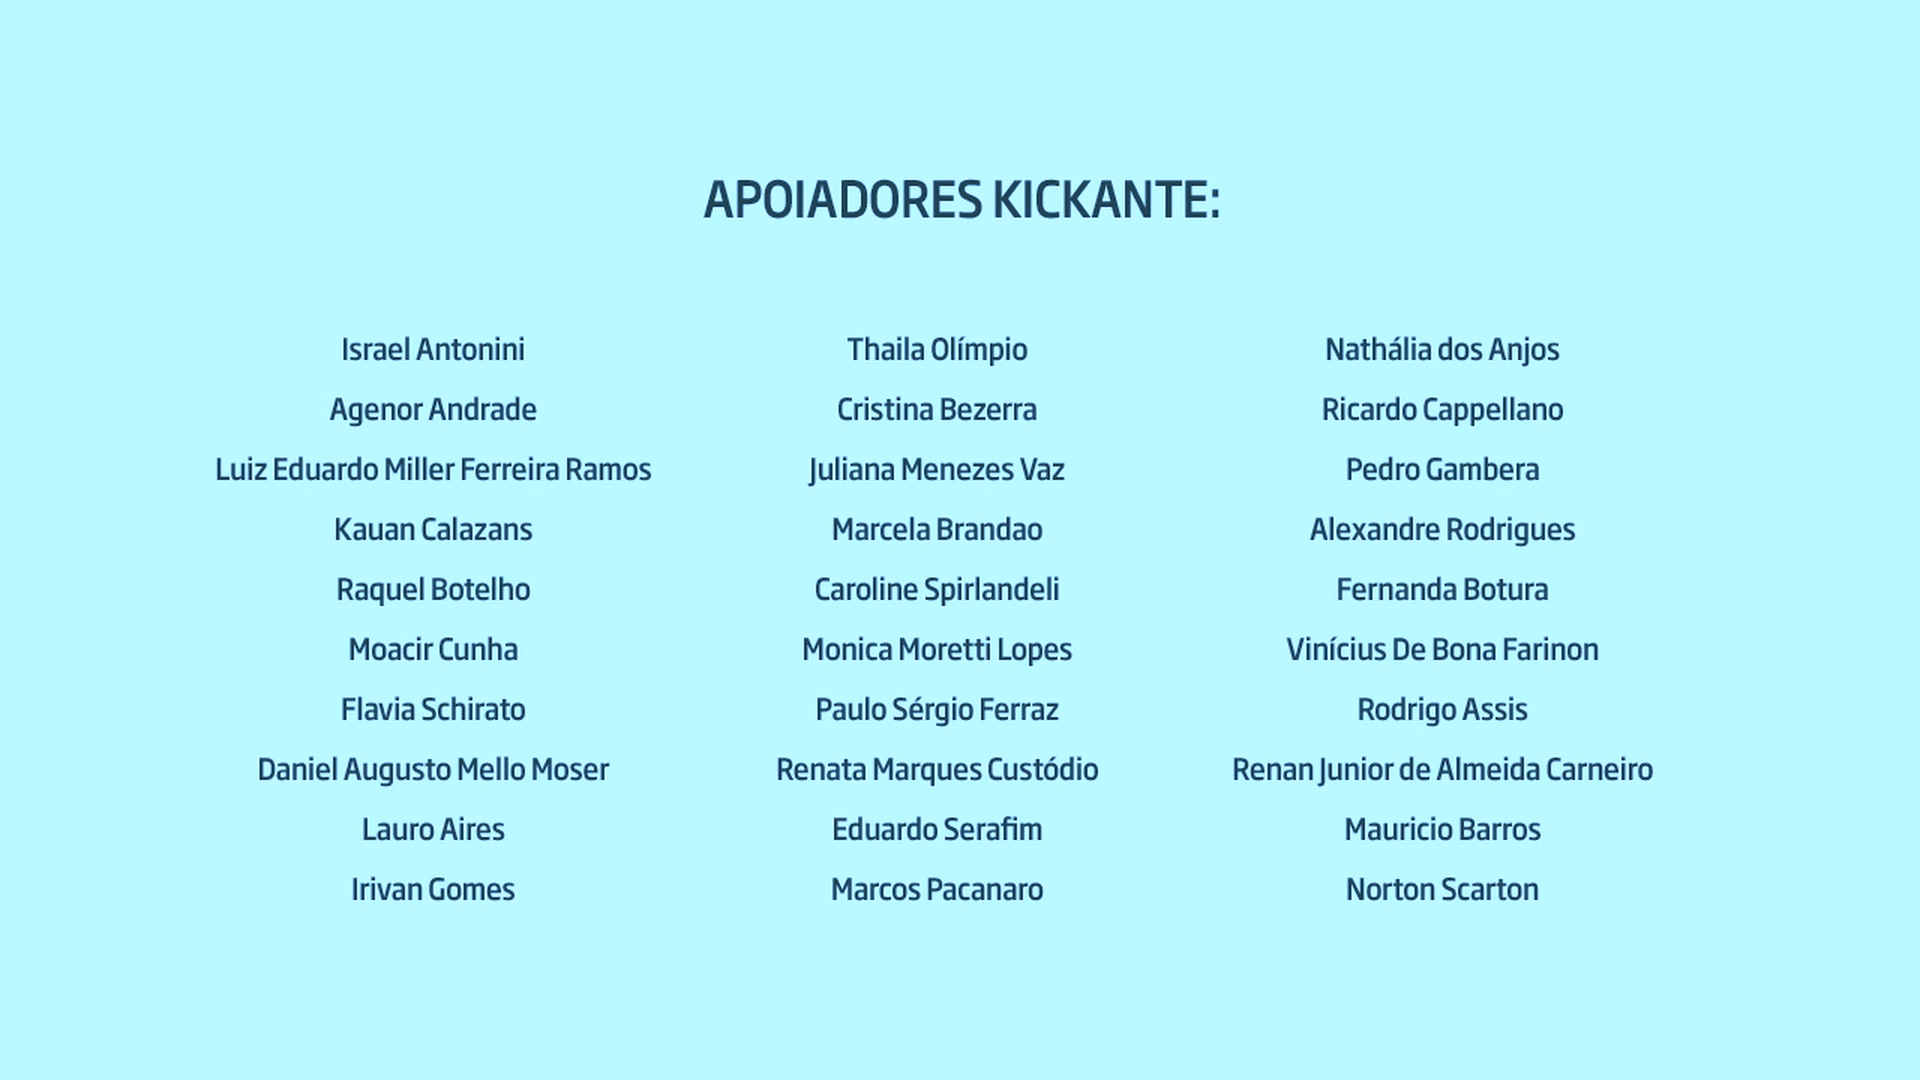 APOIADORES KICKANTE:
Israel Antonini
Agenor Andrade
Luiz Eduardo Miller Ferreira Ramos
Kauan Calazans
Raquel Botelho
Moacir Cunha
Flavia Schirato
Daniel Augusto Mello Moser
Lauro Aires
Irivan Gomes
Thaila Olímpio
Cristina Bezerra
Juliana Menezes Vaz
Marcela Brandao
Caroline Spirlandeli
Monica Moretti Lopes
Paulo Sérgio Ferraz
Renata Marques Custódio
Eduardo Serafim
Marcos Pacanaro
Nathália dos Anjos
Ricardo Cappellano
Pedro Gambera
Alexandre Rodrigues
Fernanda Botura
Vinícius De Bona Farinon
Rodrigo Assis
Renan Junior de Almeida Carneiro
Mauricio Barros
Norton Scarton